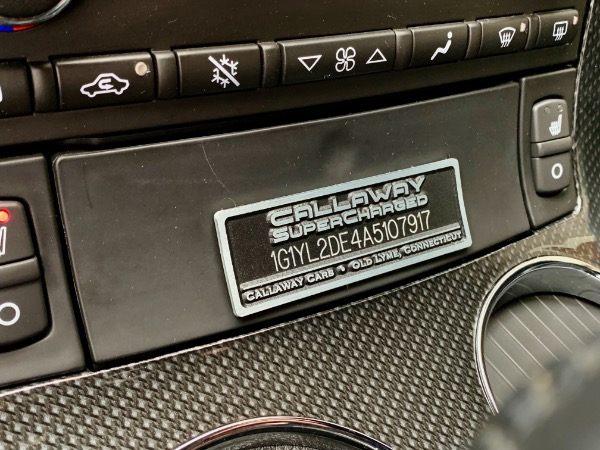 CALLAWAY
SUPERCHARGED
1G1YL2DE4A5107917
CALLAWAY CARS • OLD LYME, CONNECTICUT